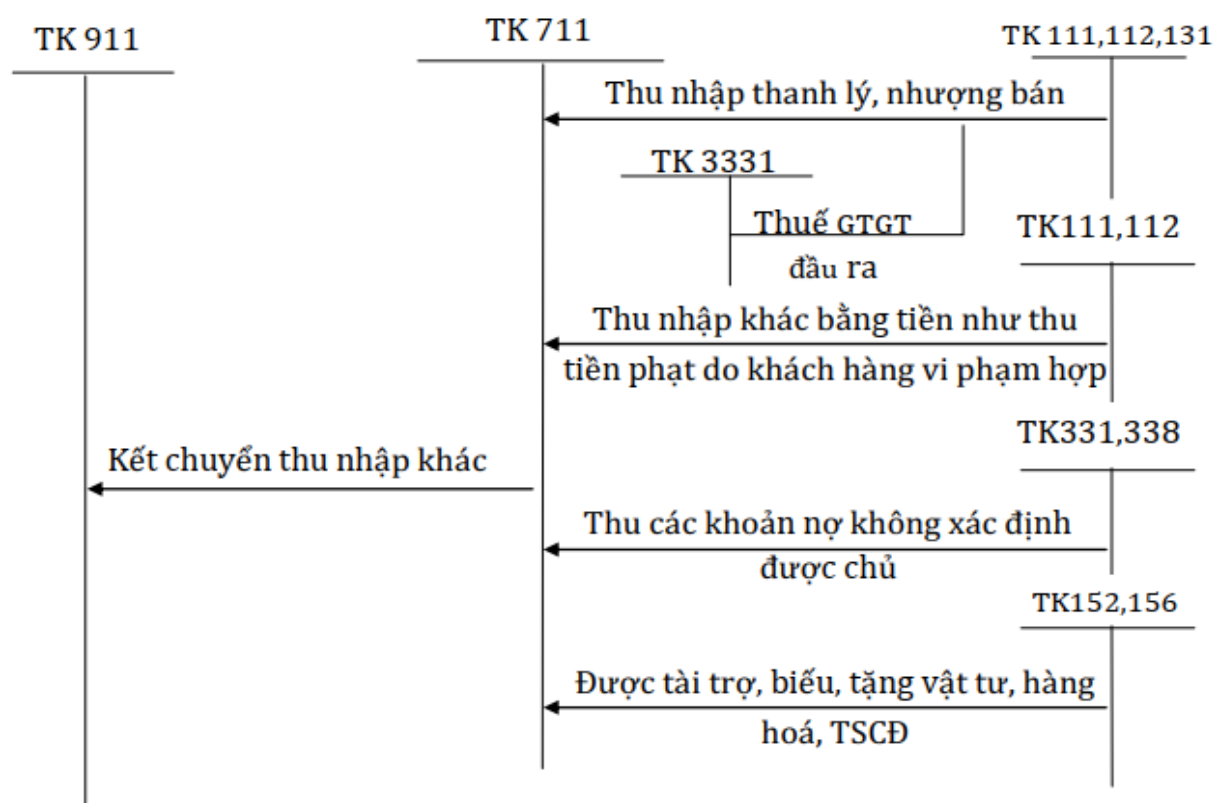 TK 911
TK 711
TK 111,112,131
Thu nhập thanh lý, nhượng bán
TK 3331
Thuế GTGT
đầu ra
TK111,112
Thu nhập khác bằng tiền như thu
tiền phạt do khách hàng vi phạm hợp
TK331,338
Kết chuyển thu nhập khác
Thu các khoản nợ không xác định
được chủ
TK152,156
Được tài trợ, biếu, tặng vật tư, hàng
hoá, TSCĐ